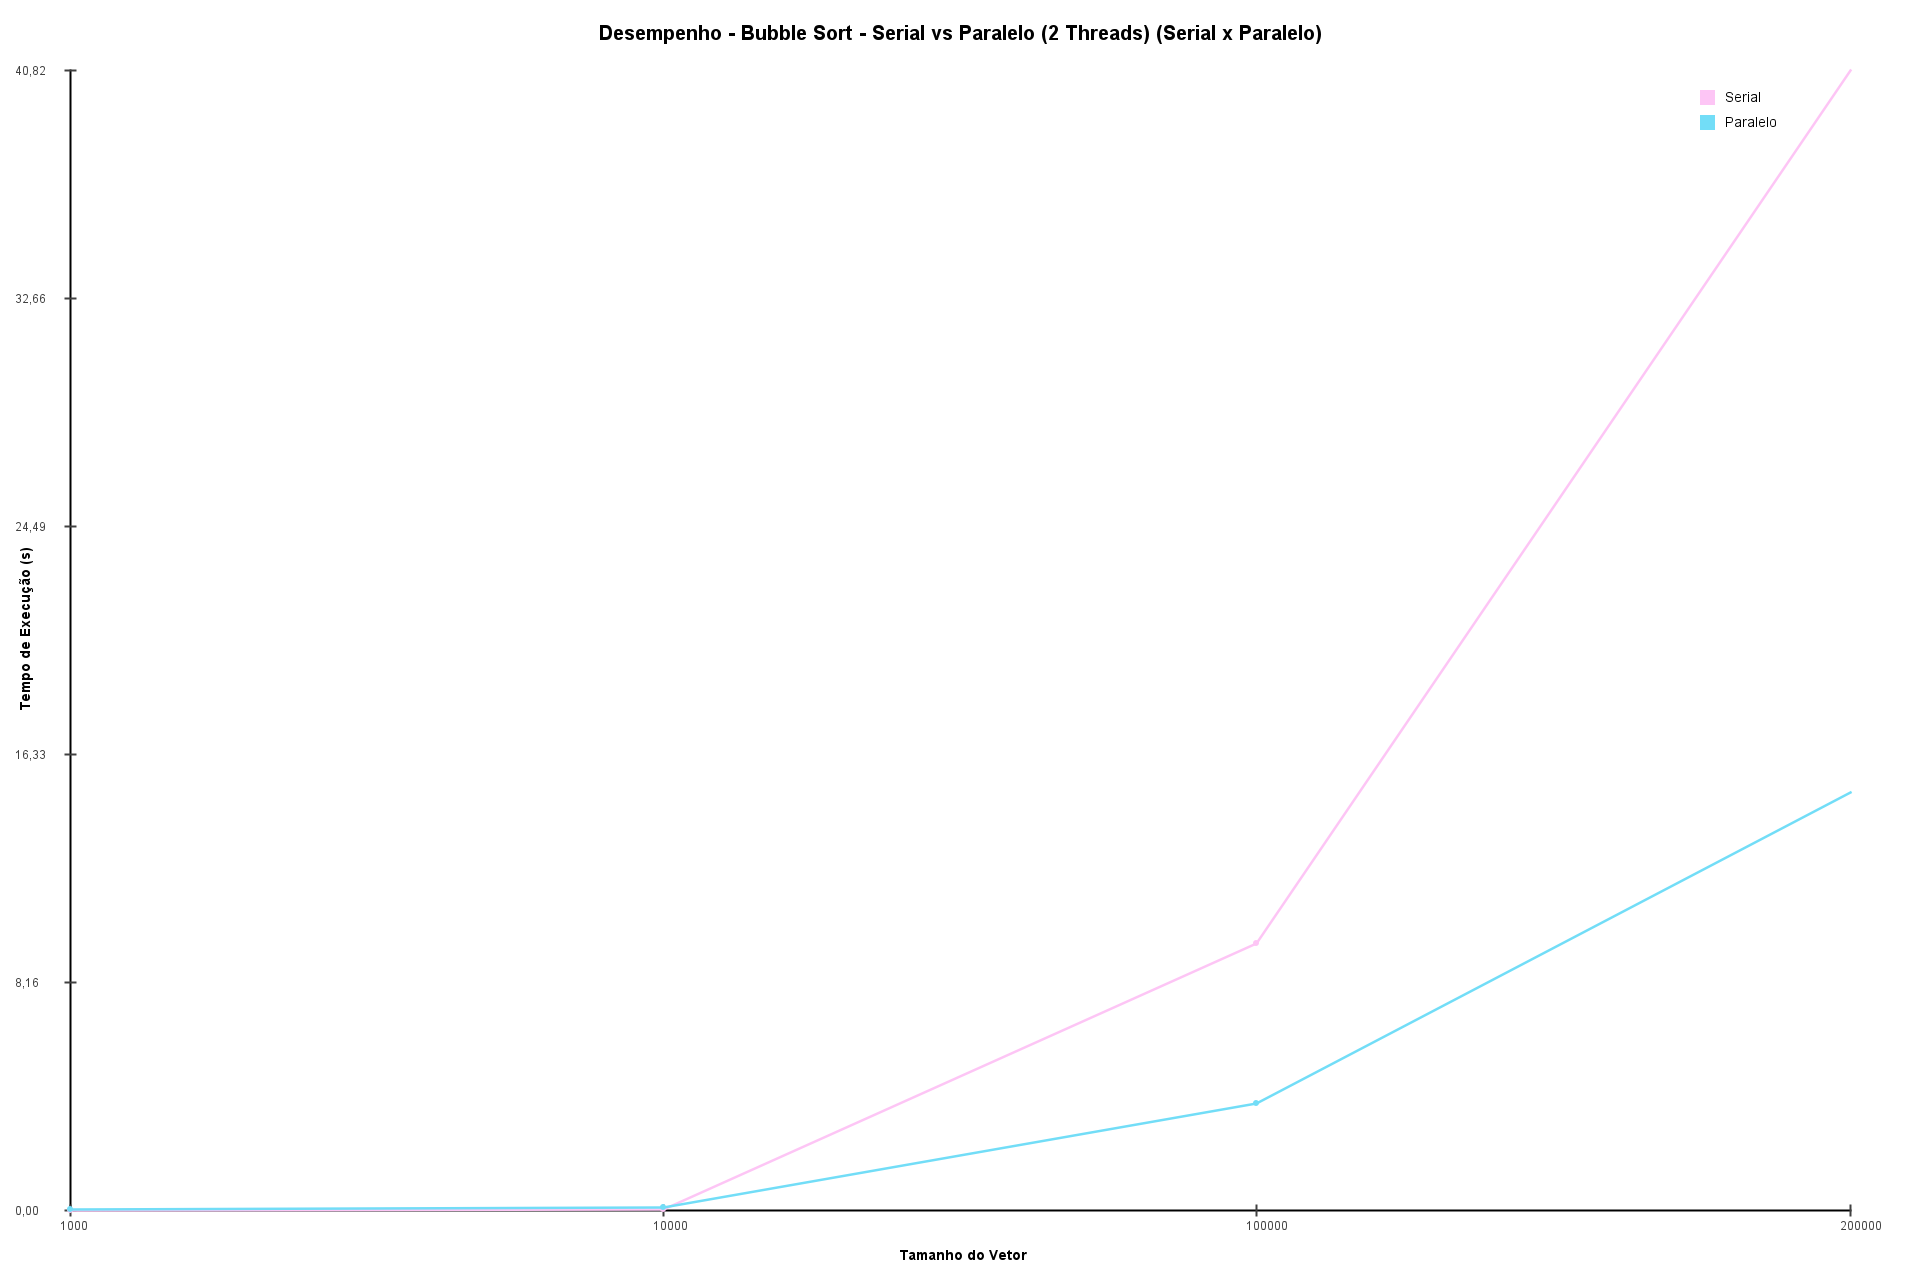 Desempenho - Bubble Sort - Serial vs Paralelo (2 Threads) (Serial x Paralelo)
40,82
Serial
Paralelo
32,66
24,49
Tempo de Execução (s)
16,33
8,16
0,00
1000
10000
100000
200000
Tamanho do Vetor